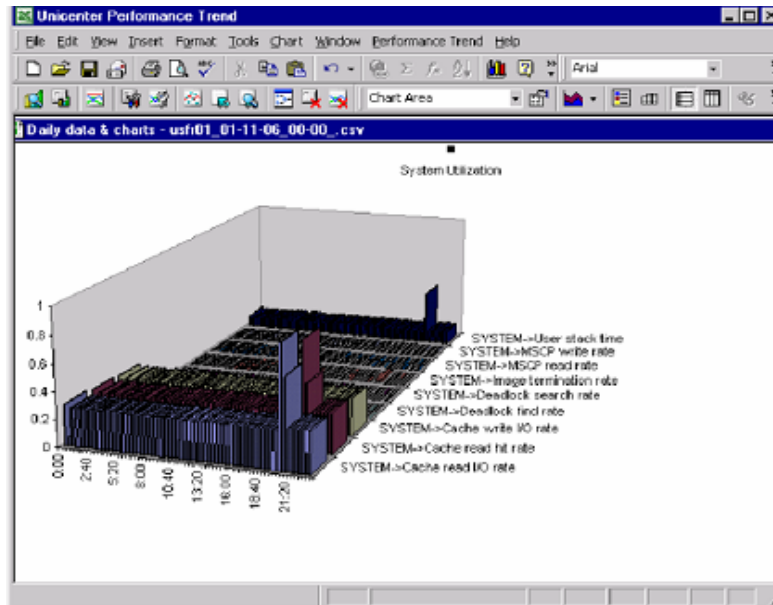 Unicenter Performance Trend
File Edit View Insert Format Tools Chart Window Performance Trend Help
Arial
Chart Area
Daily data & charts - usfr01_01-11-06_00-00_.csv
System Utilization
1
0.8
0.6
0.4
0.2
0
0:00
2:40
5:20
8:00
10:40
13:20
16:00
18:40
21:20
SYSTEM->User stack time
SYSTEM->MSCP write rate
SYSTEM->MSCP read rate
SYSTEM->Image termination rate
SYSTEM->Deadlock search rate
SYSTEM->Deadlock find rate
SYSTEM->Cache write I/O rate
SYSTEM->Cache read hit rate
SYSTEM->Cache read I/O rate